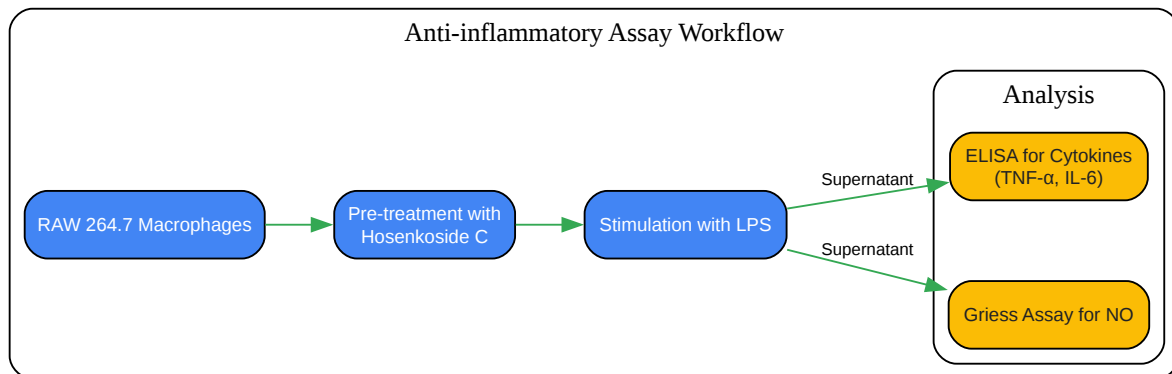 Anti-inflammatory Assay Workflow
Analysis
RAW 264.7 Macrophages
Pre-treatment with
Hosenkoside C
Stimulation with LPS
Supernatant
Supernatant
ELISA for Cytokines
(TNF-α, IL-6)
Griess Assay for NO